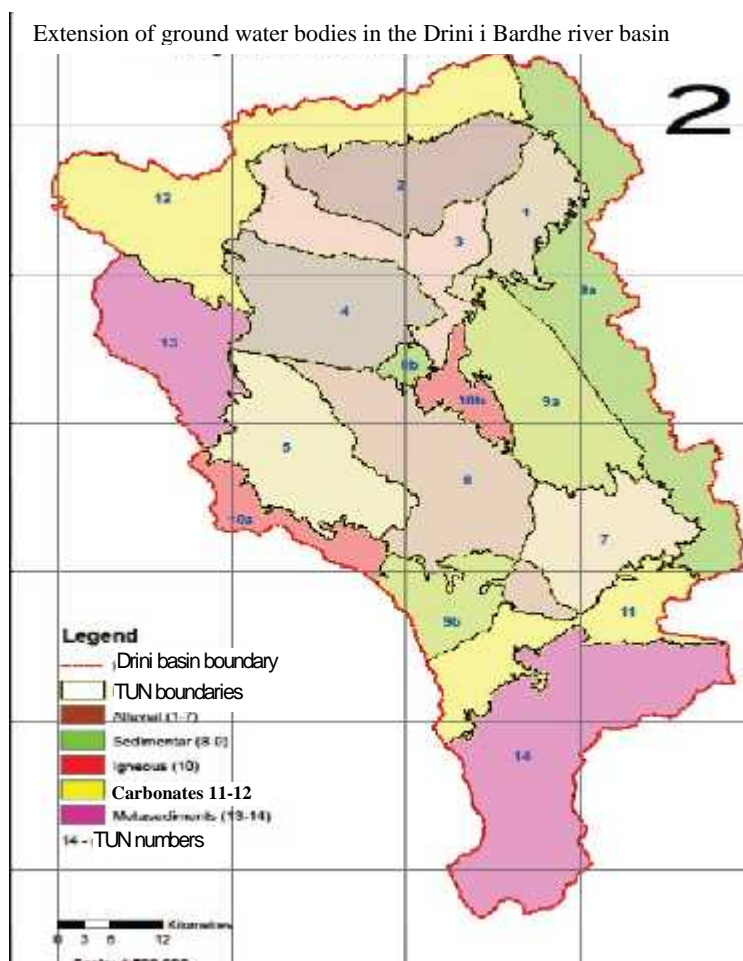 Extension of ground water bodies in the Drini i Bardhe river basin
2
2
1
12
3
8a
4
13
8b
10b
9a
5
6
10a
7
9b
11
14
Legend
Drini basin boundary
TUN boundaries
Alluvial (1-7)
Sedimentar (8-9)
Igneous (10)
Carbonates 11-12
Metasediments (13-14)
14 - TUN numbers
Kilometres
0 3 6 12